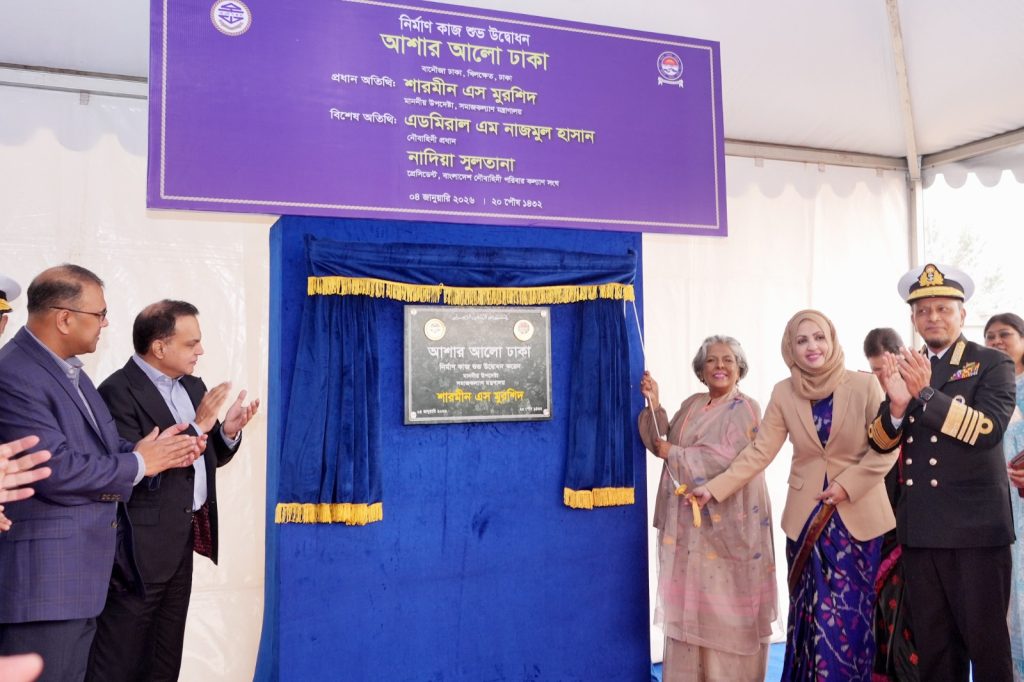 নির্মাণ কাজ শুভ উদ্বোধন
আশার আলো ঢাকা
বানৌজা ঢাকা, খিলক্ষেত, ঢাকা
প্রধান অতিথি: শারমীন এস মুরশিদ
মাননীয় উপদেষ্টা, সমাজকল্যাণ মন্ত্রণালয়
বিশেষ অতিথি: এডমিরাল এম নাজমুল হাসান
নৌবাহিনী প্রধান
নাদিয়া সুলতানা
প্রেসিডেন্ট, বাংলাদেশ নৌবাহিনী পরিবার কল্যাণ সংঘ
০৪ জানুয়ারি ২০২৬ । ২০ পৌষ ১৪৩২
আশার আলো ঢাকা
নির্মাণ কাজ শুভ উদ্বোধন করেন
মাননীয় উপদেষ্টা
সমাজকল্যাণ মন্ত্রণালয়
শারমীন এস মুরশিদ